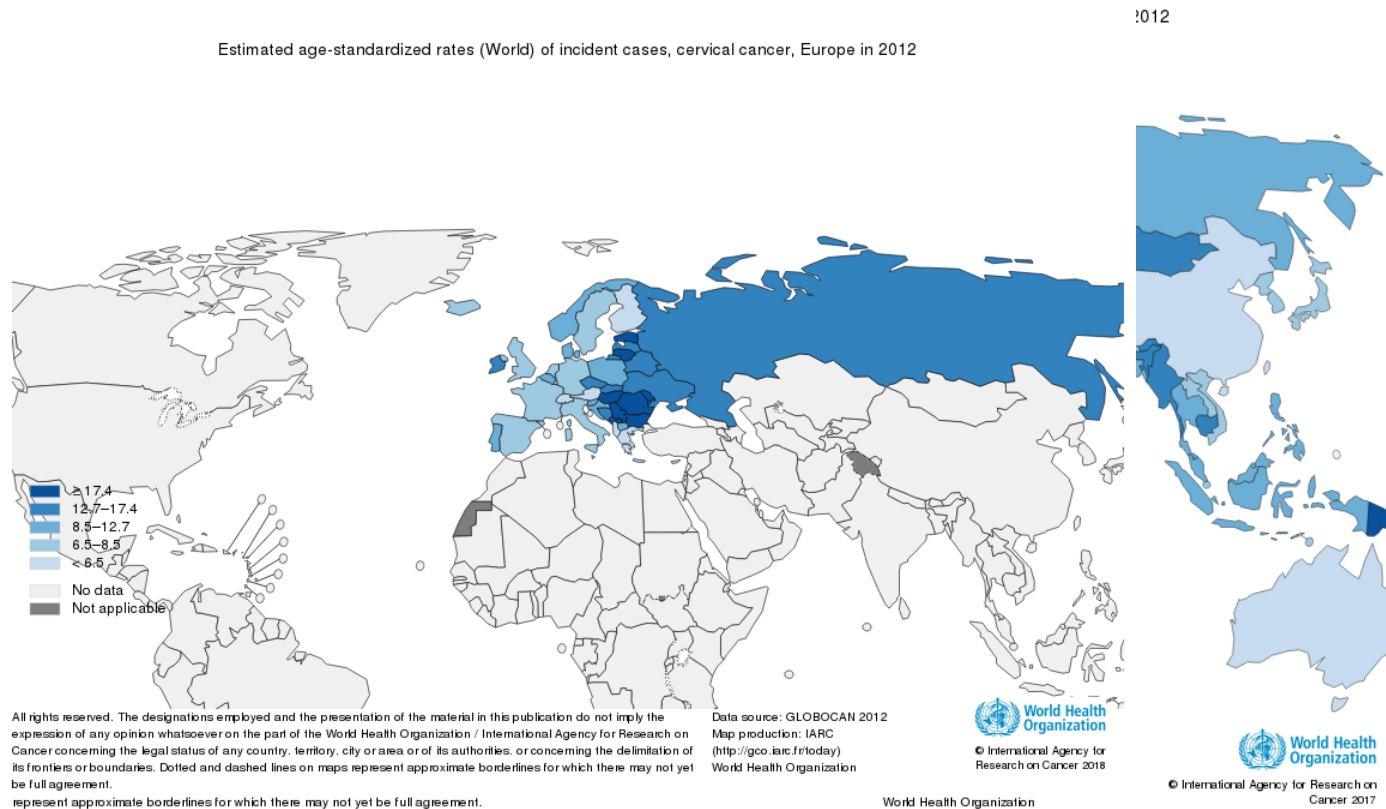 2012
Estimated age-standardized rates (World) of incident cases, cervical cancer, Europe in 2012
≥ 17.4
12.7–17.4
8.5–12.7
6.5–8.5
< 6.5
No data
Not applicable
All rights reserved. The designations employed and the presentation of the material in this publication do not imply the
expression of any opinion whatsoever on the part of the World Health Organization / International Agency for Research on
Cancer concerning the legal status of any country, territory, city or area or of its authorities, or concerning the delimitation of
its frontiers or boundaries. Dotted and dashed lines on maps represent approximate borderlines for which there may not yet
be full agreement.
represent approximate borderlines for which there may not yet be full agreement.
Data source: GLOBOCAN 2012
Map production: IARC
(http://gco.iarc.fr/today)
World Health Organization
World Health
Organization
© International Agency for
Research on Cancer 2018
World Health Organization
World Health
Organization
© International Agency for Research on
Cancer 2017